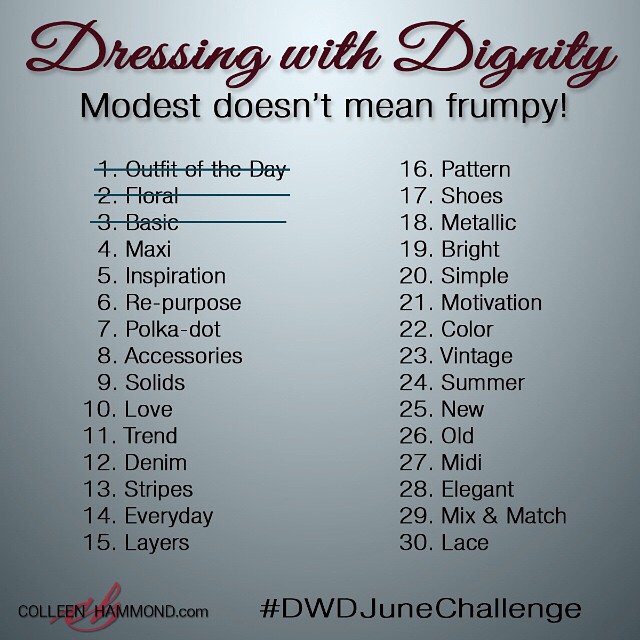 Dressing with Dignity
Modest doesn't mean frumpy!
1. Outfit of the Day
2. Floral
3. Basic
4. Maxi
5. Inspiration
6. Re-purpose
7. Polka-dot
8. Accessories
9. Solids
10. Love
11. Trend
12. Denim
13. Stripes
14. Everyday
15. Layers
16. Pattern
17. Shoes
18. Metallic
19. Bright
20. Simple
21. Motivation
22. Color
23. Vintage
24. Summer
25. New
26. Old
27. Midi
28. Elegant
29. Mix & Match
30. Lace
COLLEEN HAMMOND.com
#DWDJuneChallenge